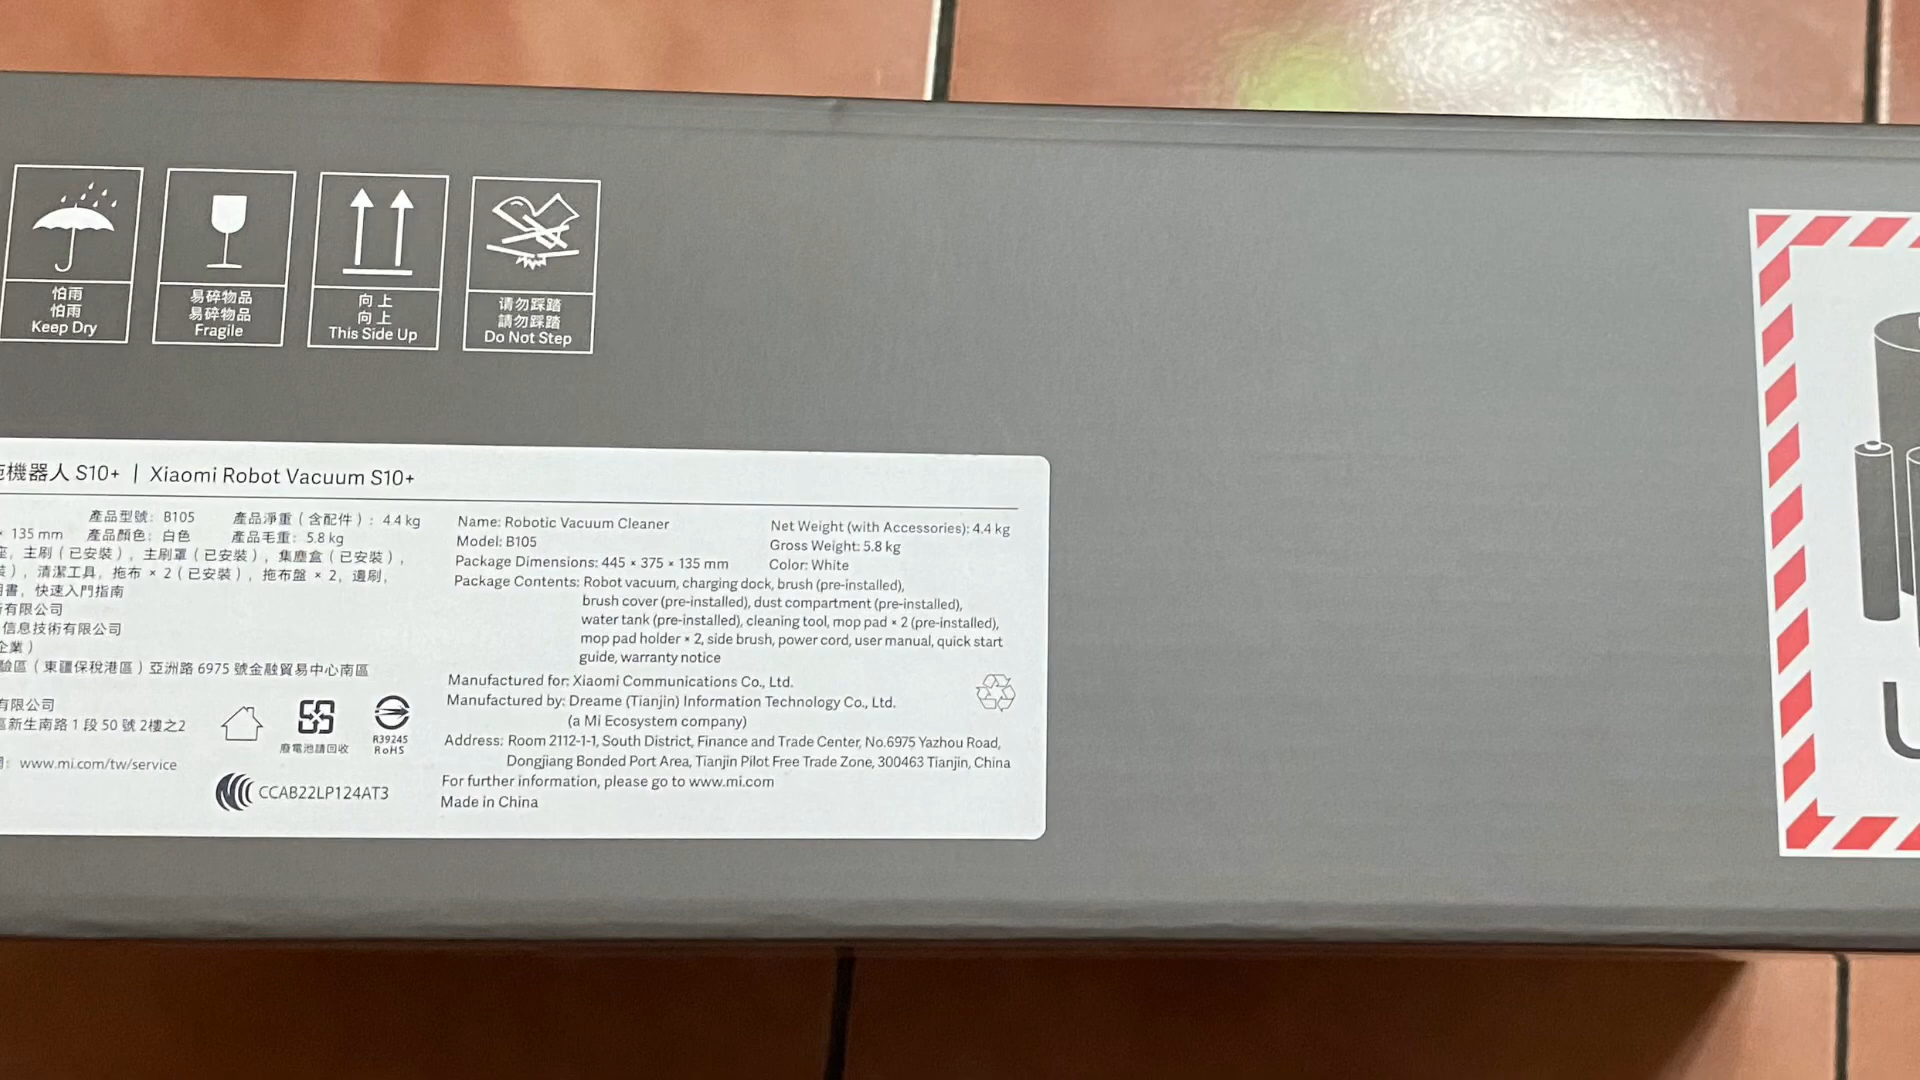 怕雨
怕雨
Keep Dry
易碎物品
易碎物品
Fragile
向上
向上
This Side Up
请勿踩踏
請勿踩踏
Do Not Step
機器人 S10+ | Xiaomi Robot Vacuum S10+
產品型號: B105 產品淨重(含配件): 4.4 kg
× 135 mm 產品顏色: 白色 產品毛重: 5.8 kg
座, 主刷(已安裝), 主刷罩(已安裝), 集塵盒(已安裝),
裝), 清潔工具, 拖布 × 2(已安裝), 拖布盤 × 2, 邊刷,
書, 快速入門指南
有限公司
信息技術有限公司
企業)
驗區(東疆保稅港區)亞洲路 6975 號金融貿易中心南區
有限公司
區新生南路 1 段 50 號 2樓之2
: www.mi.com/tw/service
廢電池請回收
R39245
RoHS
CCAB22LP124AT3
Name: Robotic Vacuum Cleaner
Model: B105
Package Dimensions: 445 × 375 × 135 mm
Net Weight (with Accessories): 4.4 kg
Gross Weight: 5.8 kg
Color: White
Package Contents: Robot vacuum, charging dock, brush (pre-installed),
brush cover (pre-installed), dust compartment (pre-installed),
water tank (pre-installed), cleaning tool, mop pad × 2 (pre-installed),
mop pad holder × 2, side brush, power cord, user manual, quick start
guide, warranty notice
Manufactured for: Xiaomi Communications Co., Ltd.
Manufactured by: Dreame (Tianjin) Information Technology Co., Ltd.
(a Mi Ecosystem company)
Address: Room 2112-1-1, South District, Finance and Trade Center, No.6975 Yazhou Road,
Dongjiang Bonded Port Area, Tianjin Pilot Free Trade Zone, 300463 Tianjin, China
For further information, please go to www.mi.com
Made in China